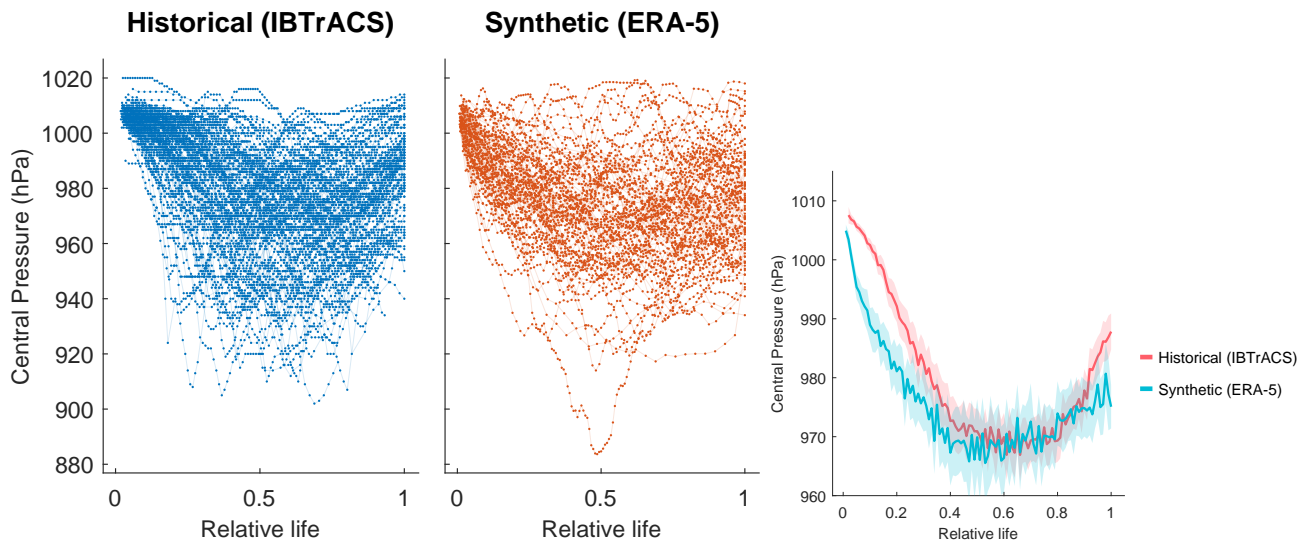 Historical (IBTrACS)
Synthetic (ERA-5)
Central Pressure (hPa)
1020
1000
980
960
940
920
900
880
0
0.5
1
Relative life
0
0.5
1
Relative life
Central Pressure (hPa)
1010
1000
990
980
970
960
0
0.2
0.4
0.6
0.8
1
Relative life
Historical (IBTrACS)
Synthetic (ERA-5)